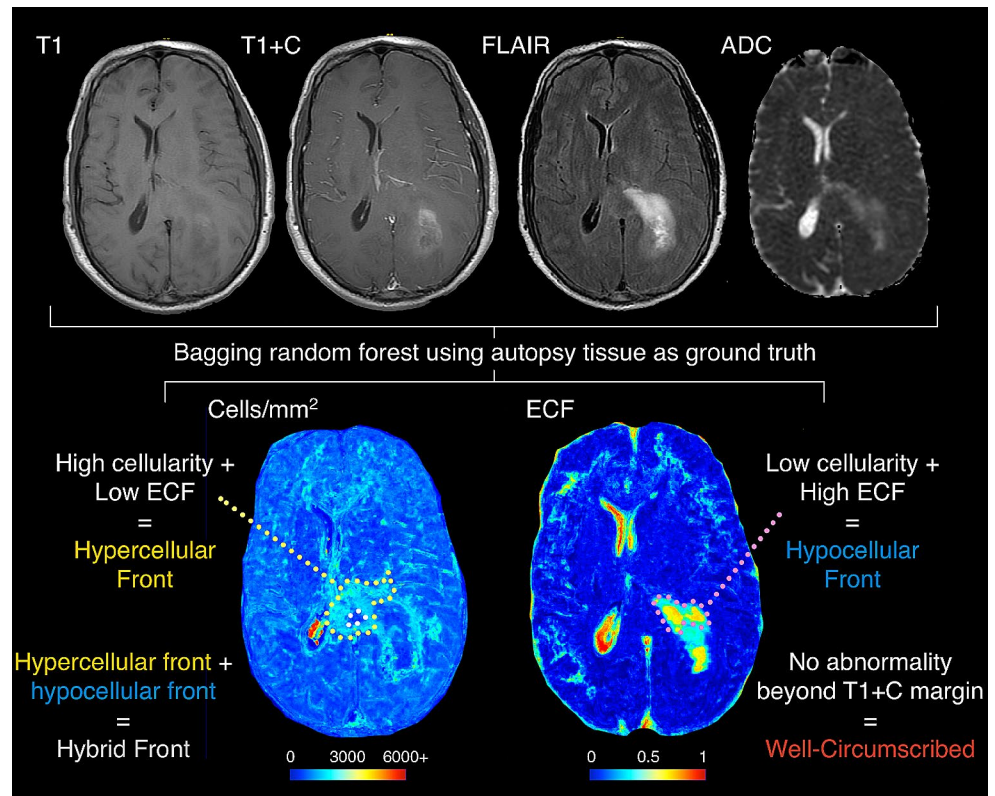 T1
T1+C
FLAIR
ADC
Bagging random forest using autopsy tissue as ground truth
Cells/mm²
ECF
High cellularity +
Low ECF
=
Hypercellular
Front
Low cellularity +
High ECF
=
Hypocellular
Front
Hypercellular front +
hypocellular front
=
Hybrid Front
No abnormality
beyond T1+C margin
=
Well-Circumscribed
0 3000 6000+
0 0.5 1